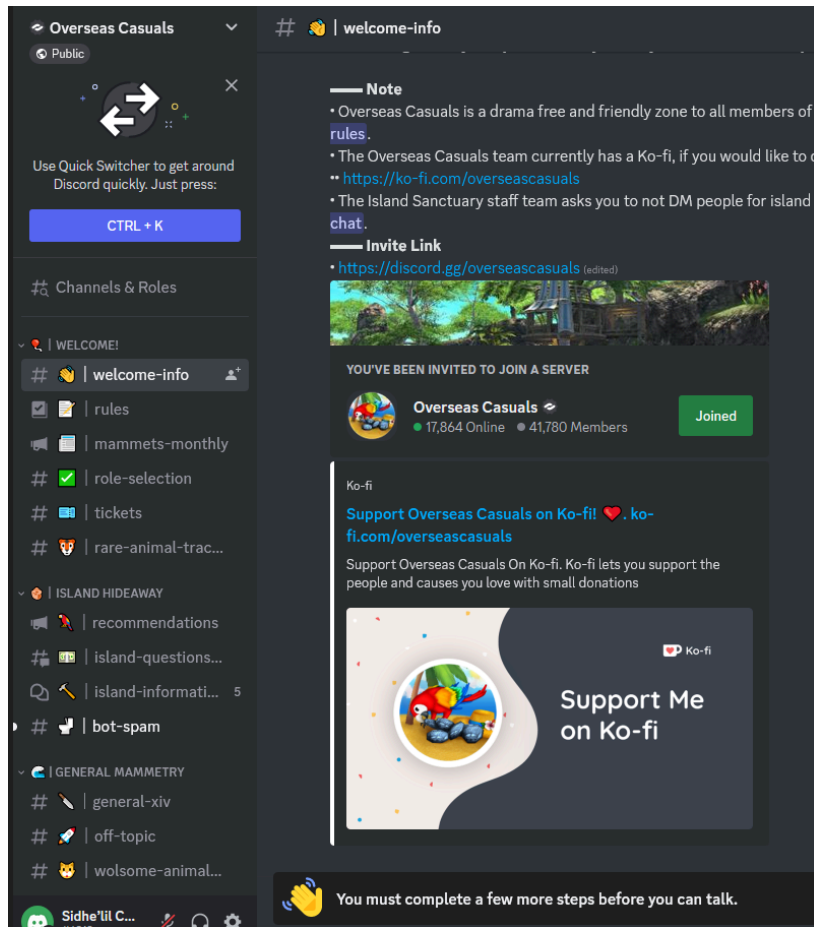 Overseas Casuals
Public
Use Quick Switcher to get around
Discord quickly. Just press:
CTRL + K
Channels & Roles
| WELCOME!
| welcome-info
| rules
| mammets-monthly
| role-selection
| tickets
| rare-animal-trac...
| ISLAND HIDEAWAY
| recommendations
| island-questions...
| island-informati... 5
| bot-spam
| GENERAL MAMMETRY
| general-xiv
| off-topic
| wolsome-animal...
Sidhe'lil C...
| welcome-info
Note
• Overseas Casuals is a drama free and friendly zone to all members of
rules.
• The Overseas Casuals team currently has a Ko-fi, if you would like to
•• https://ko-fi.com/overseascasuals
• The Island Sanctuary staff team asks you to not DM people for island
chat.
Invite Link
• https://discord.gg/overseascasuals (edited)
YOU'VE BEEN INVITED TO JOIN A SERVER
Overseas Casuals
17,864 Online 41,780 Members
Joined
Ko-fi
Support Overseas Casuals on Ko-fi! ❤. ko-
fi.com/overseascasuals
Support Overseas Casuals On Ko-fi. Ko-fi lets you support the
people and causes you love with small donations
Ko-fi
Support Me
on Ko-fi
You must complete a few more steps before you can talk.